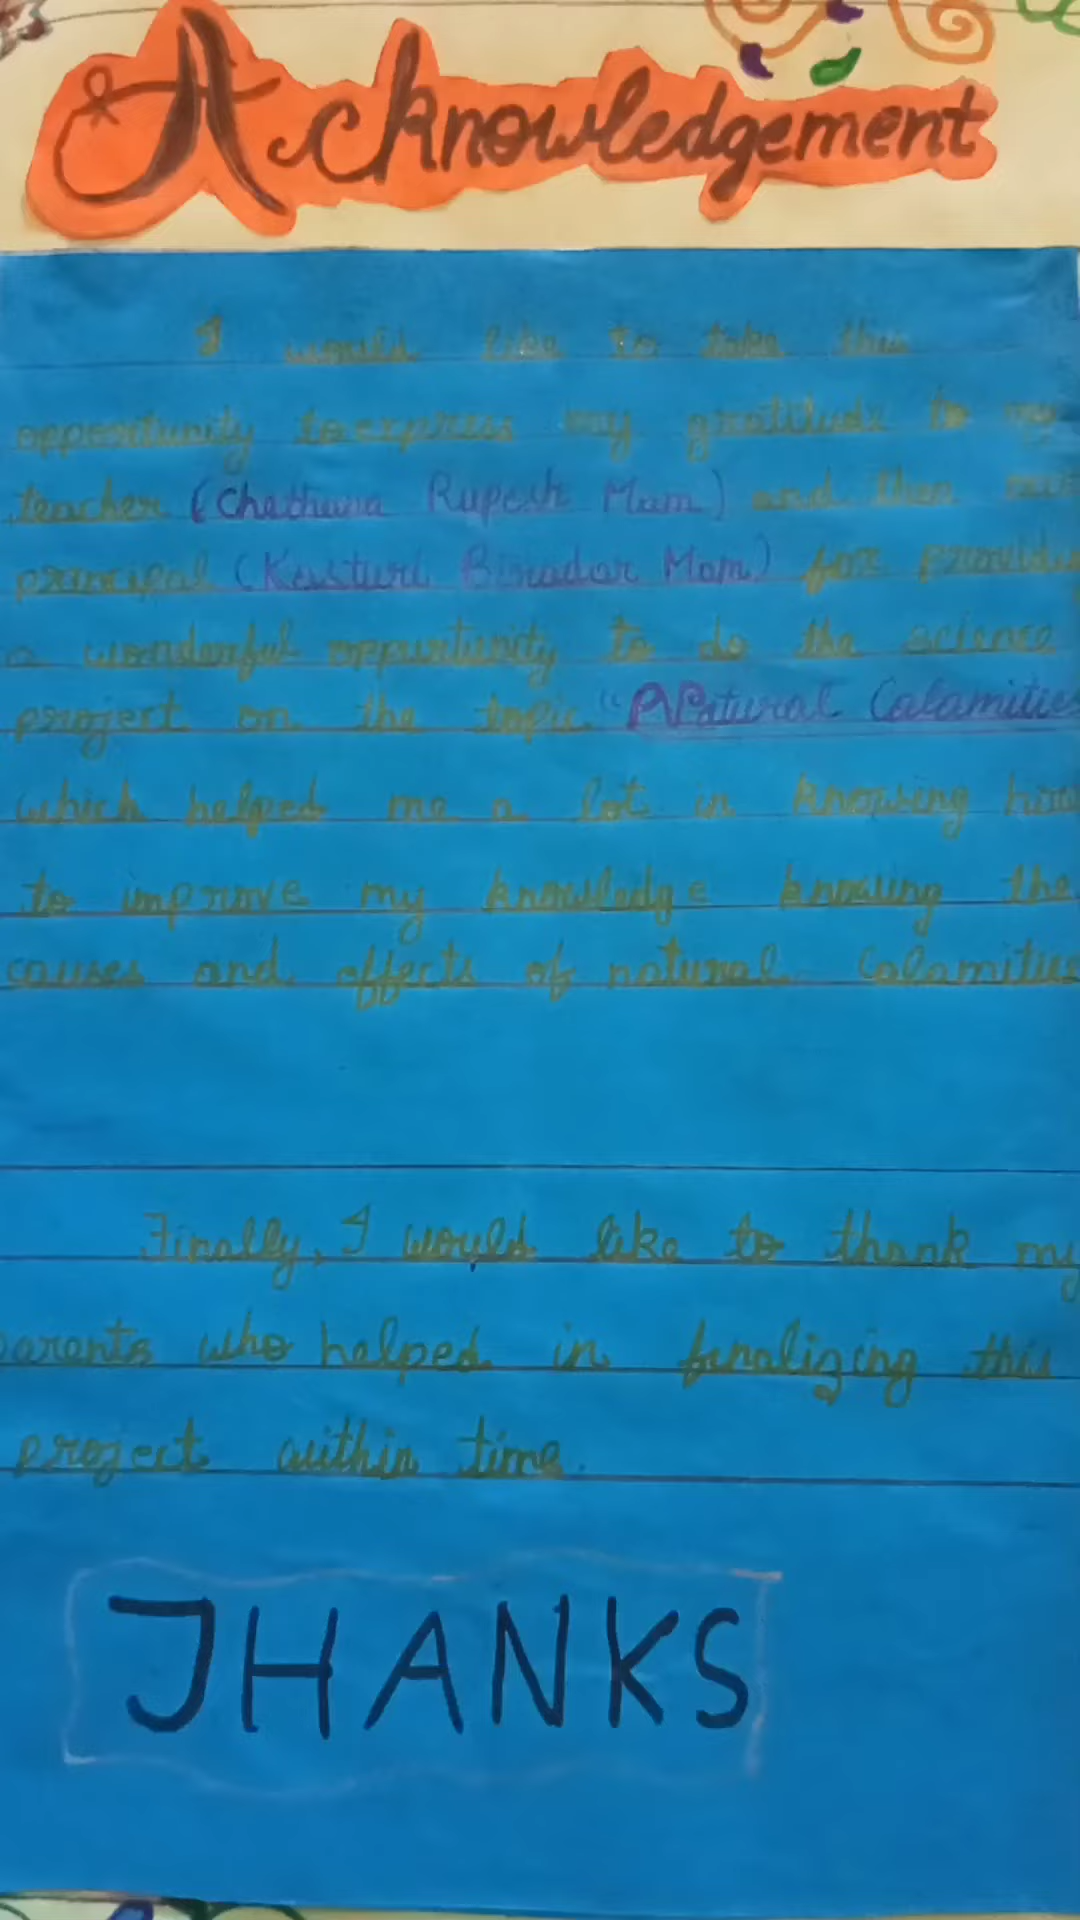 Acknowledgement
I would like to take this
opportunity to express my gratitude to my
teacher (Chethana Rupesh Mam) and then
principal (Kasturi Biradar Mam) for
a wonderful oppurtunity to do the science
project on the topic "Natural Calamities
which helped me a lot in knowing
to improve my knowledge knowing the
causes and effects of natural Calamities
Finally, I would like to thank my
parents who helped in finalizing this
project within time.
THANKS